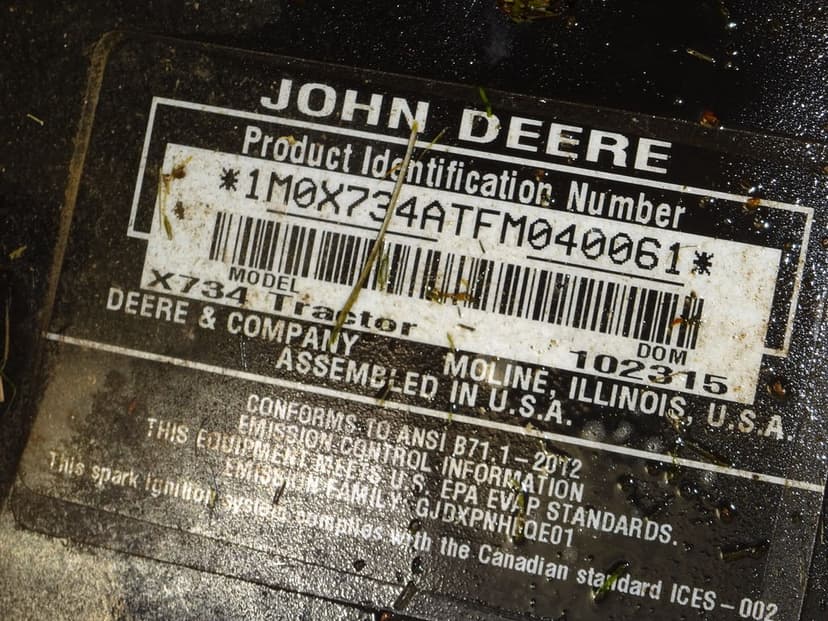 JOHN DEERE
Product Identification Number
*1M0X734ATFM040061*
MODEL DOM
X734 Tractor 102315
DEERE & COMPANY MOLINE, ILLINOIS, U.S.A.
ASSEMBLED IN U.S.A.
CONFORMS TO ANSI B71.1-2012
EMISSION CONTROL INFORMATION
THIS EQUIPMENT MEETS U.S. EPA EVAP STANDARDS.
EMISSION FAMILY:
This spark ignition system complies with the Canadian standard ICES-002